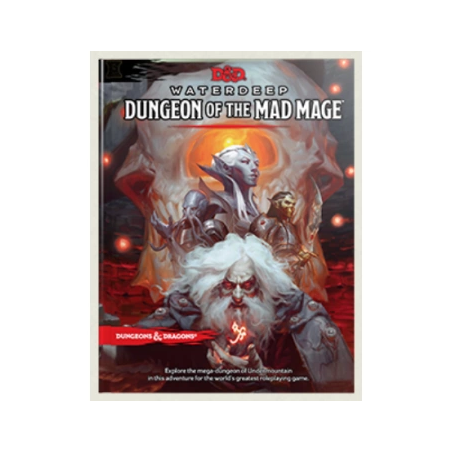 D&D
WATERDEEP
DUNGEON OF THE MAD MAGE
DUNGEONS & DRAGONS®
Explore the mega-dungeon of Undermountain
in this adventure for the world's greatest roleplaying game.